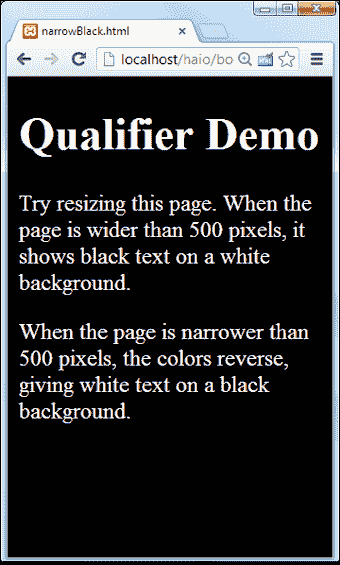 narrowBlack.html
localhost/haio/bo
Qualifier Demo
Try resizing this page. When the
page is wider than 500 pixels, it
shows black text on a white
background.
When the page is narrower than
500 pixels, the colors reverse,
giving white text on a black
background.